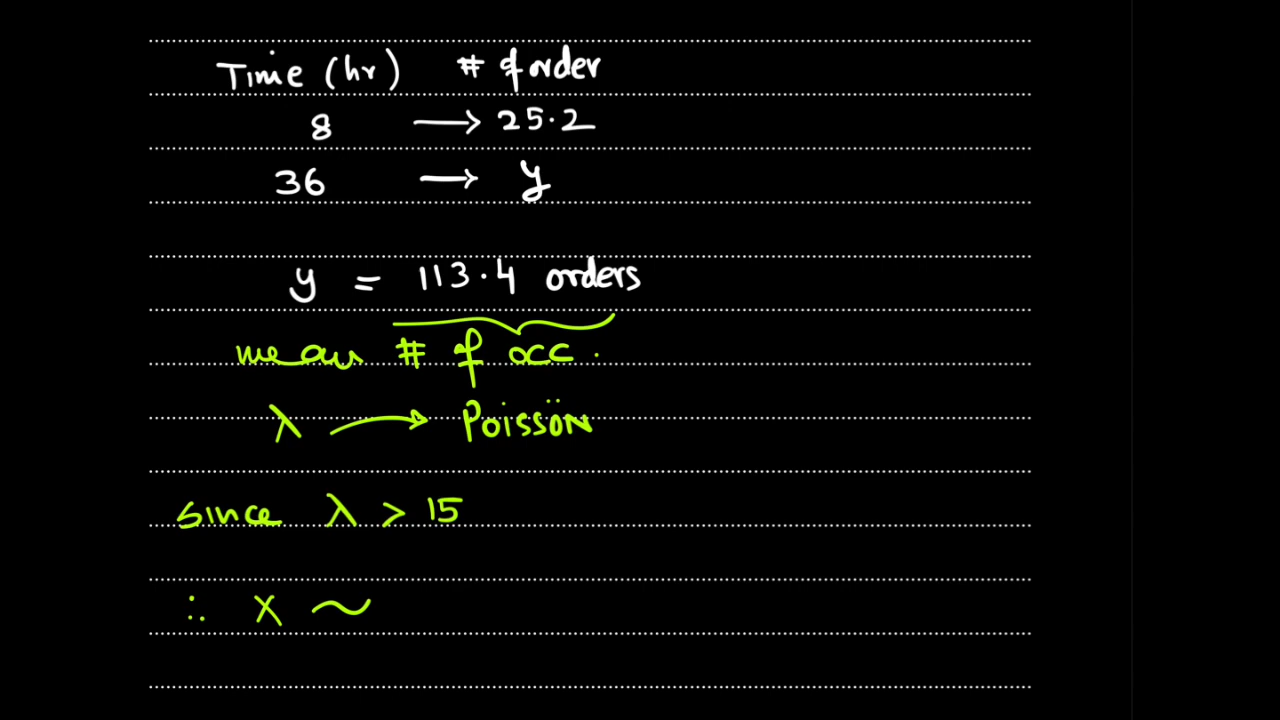 Time (hr) # of order
8 → 25.2
36 → y
y = 113.4 orders
mean # of occ.
λ → Poisson
since λ > 15
∴ X ~